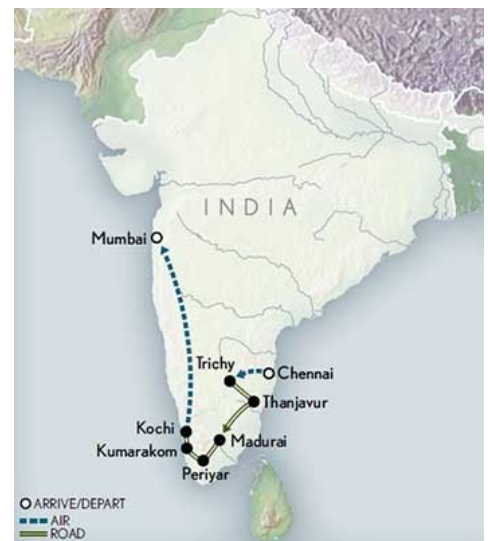 INDIA
Mumbai
Trichy
Chennai
Thanjavur
Kochi
Madurai
Kumarakom
Periyar
ARRIVE/DEPART
AIR
ROAD